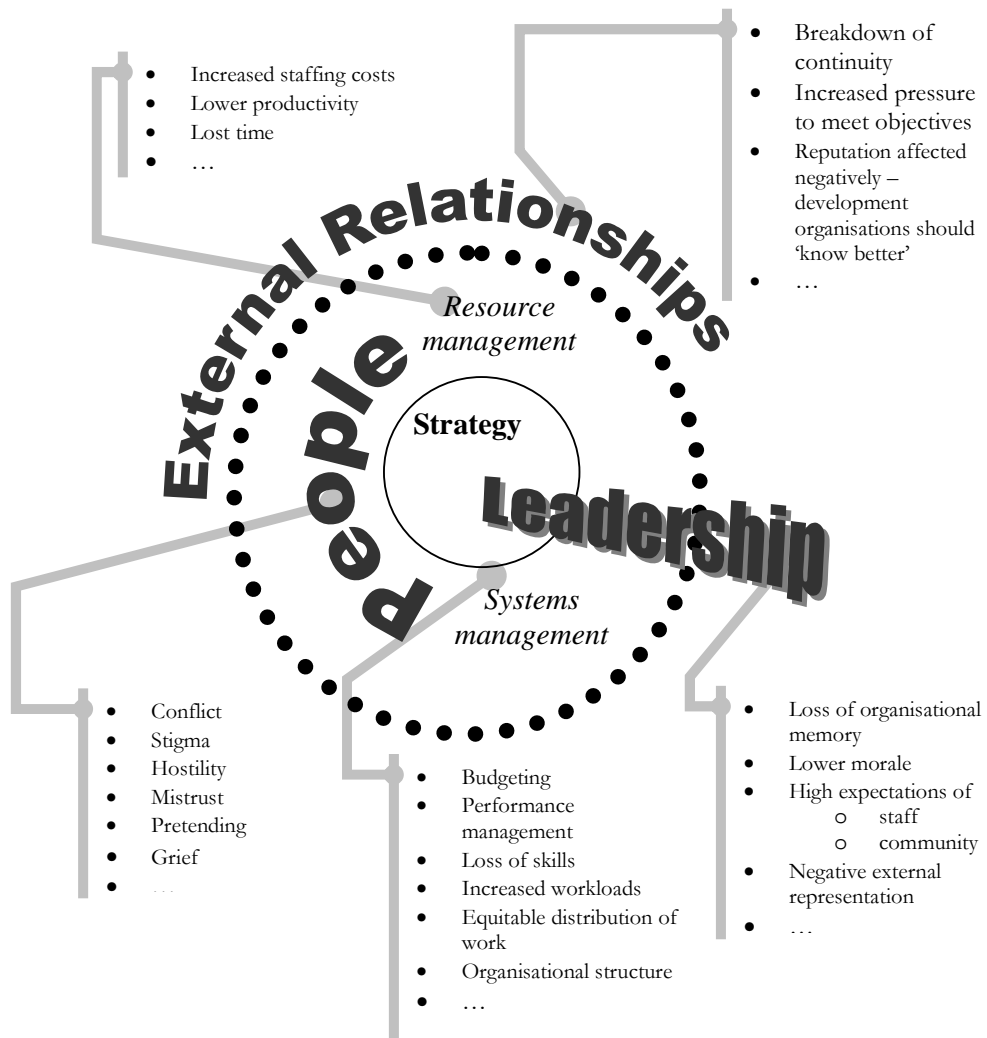 • Increased staffing costs
• Lower productivity
• Lost time
• …
• Breakdown of
continuity
• Increased pressure
to meet objectives
• Reputation affected
negatively –
development
organisations should
‘know better’
• …
External Relationships
Resource
management
People
Strategy
Leadership
Systems
management
• Conflict
• Stigma
• Hostility
• Mistrust
• Pretending
• Grief
• …
• Budgeting
• Performance
management
• Loss of skills
• Increased workloads
• Equitable distribution of
work
• Organisational structure
• …
• Loss of organisational
memory
• Lower morale
• High expectations of
o staff
o community
• Negative external
representation
• …